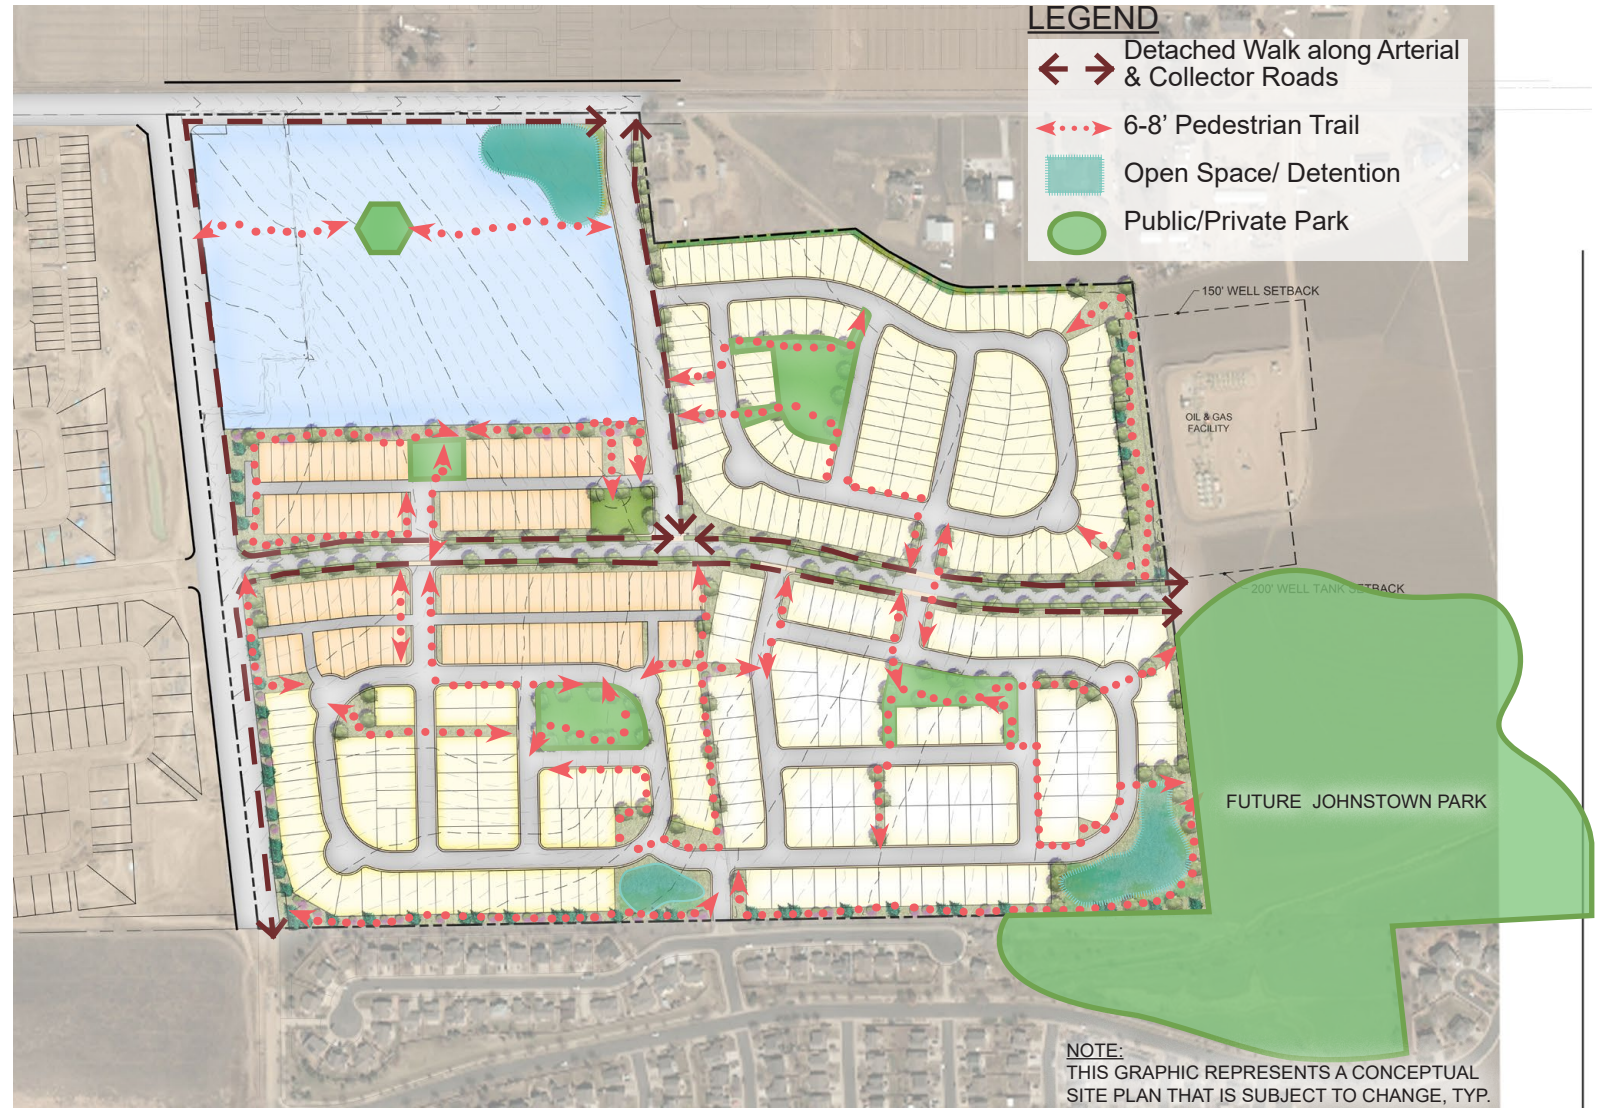 LEGEND
Detached Walk along Arterial
& Collector Roads
6-8' Pedestrian Trail
Open Space/ Detention
Public/Private Park
150' WELL SETBACK
OIL & GAS
FACILITY
200' WELL TANK SETBACK
FUTURE JOHNSTOWN PARK
NOTE:
THIS GRAPHIC REPRESENTS A CONCEPTUAL
SITE PLAN THAT IS SUBJECT TO CHANGE, TYP.